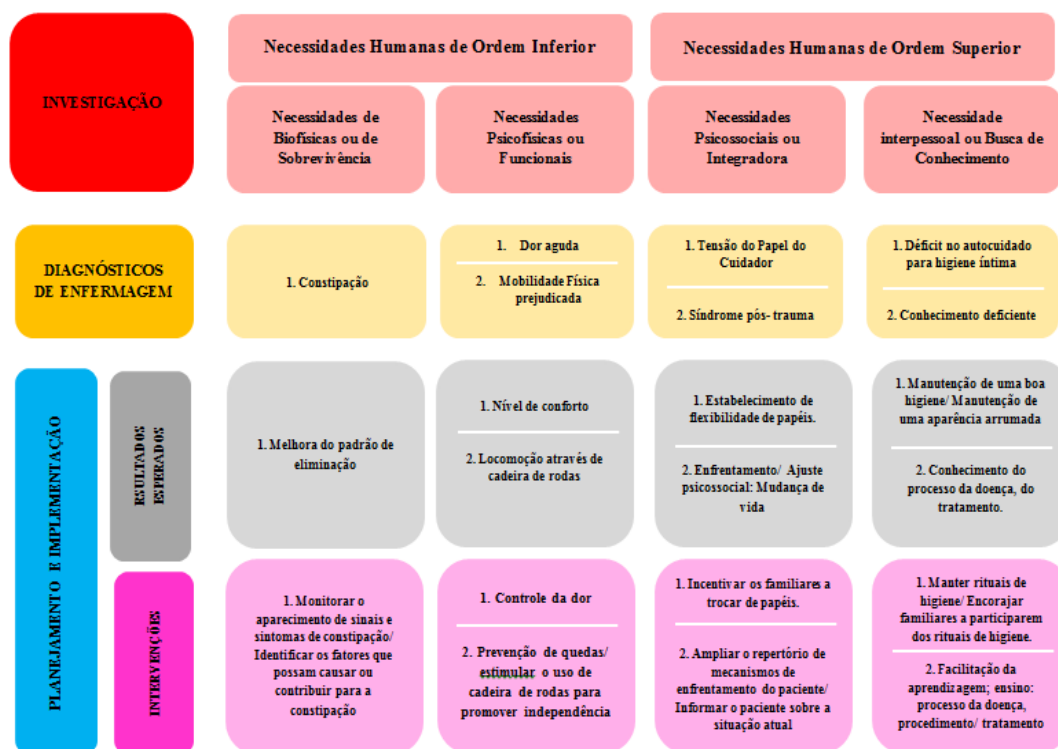 INVESTIGAÇÃO
Necessidades Humanas de Ordem Inferior
Necessidades Humanas de Ordem Superior
Necessidades de
Biofísicas ou de
Sobrevivência
Necessidades
Psicofísicas ou
Funcionais
Necessidades
Psicossociais ou
Integradora
Necessidade
interpessoal ou Busca de
Conhecimento
DIAGNÓSTICOS
DE ENFERMAGEM
1. Constipação
1. Dor aguda
2. Mobilidade Física
prejudicada
1. Tensão do Papel do
Cuidador
2. Síndrome pós- trauma
1. Déficit no autocuidado
para higiene íntima
2. Conhecimento deficiente
PLANEJAMENTO E IMPLEMENTAÇÃO
RSULTADOS
ESPERADOS
1. Melhora do padrão de
eliminação
1. Nível de conforto
2. Locomoção através de
cadeira de rodas
1. Estabelecimento de
flexibilidade de papéis.
2. Enfrentamento/ Ajuste
psicossocial: Mudança de
vida
1. Manutenção de uma boa
higiene/ Manutenção de
uma aparência arrumada
2. Conhecimento do
processo da doença, do
tratamento.
INTERVENÇÕES
1. Monitorar o
aparecimento de sinais e
sintomas de constipação/
Identificar os fatores que
possam causar ou
contribuir para a
constipação
1. Controle da dor
2. Prevenção de quedas/
estimular o uso de
cadeira de rodas para
promover independência
1. Incentivar os familiares a
trocar de papéis.
2. Ampliar o repertório de
mecanismos de
enfrentamento do paciente/
Informar o paciente sobre a
situação atual
1. Manter rituais de
higiene/ Encorajar
familiares a participarem
dos rituais de higiene.
2. Facilitação da
aprendizagem; ensino:
processo da doença,
procedimento/ tratamento